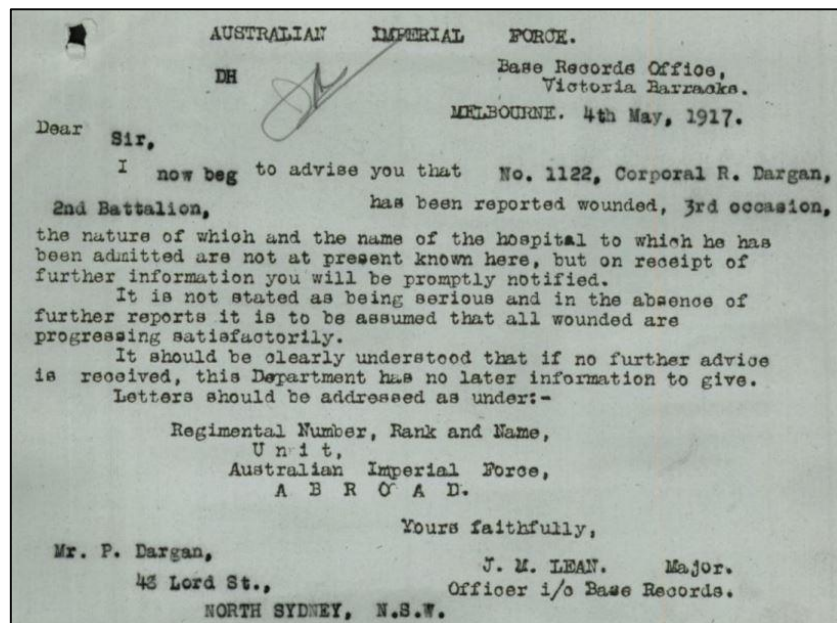 AUSTRALIAN IMPERIAL FORCE.
DH
Base Records Office,
Victoria Barracks.
MELBOURNE. 4th May, 1917.
Dear Sir,
I now beg to advise you that No. 1122, Corporal R. Dargan,
2nd Battalion, has been reported wounded, 3rd occasion,
the nature of which and the name of the hospital to which he has
been admitted are not at present known here, but on receipt of
further information you will be promptly notified.
It is not stated as being serious and in the absence of
further reports it is to be assumed that all wounded are
progressing satisfactorily.
It should be clearly understood that if no further advice
is received, this Department has no later information to give.
Letters should be addressed as under:-
Regimental Number, Rank and Name,
U n i t,
Australian Imperial Force,
A B R O A D.
Yours faithfully,
Mr. P. Dargan,
J. M. LEAN. Major.
43 Lord St.,
Officer i/c Base Records.
NORTH SYDNEY, N.S.W.